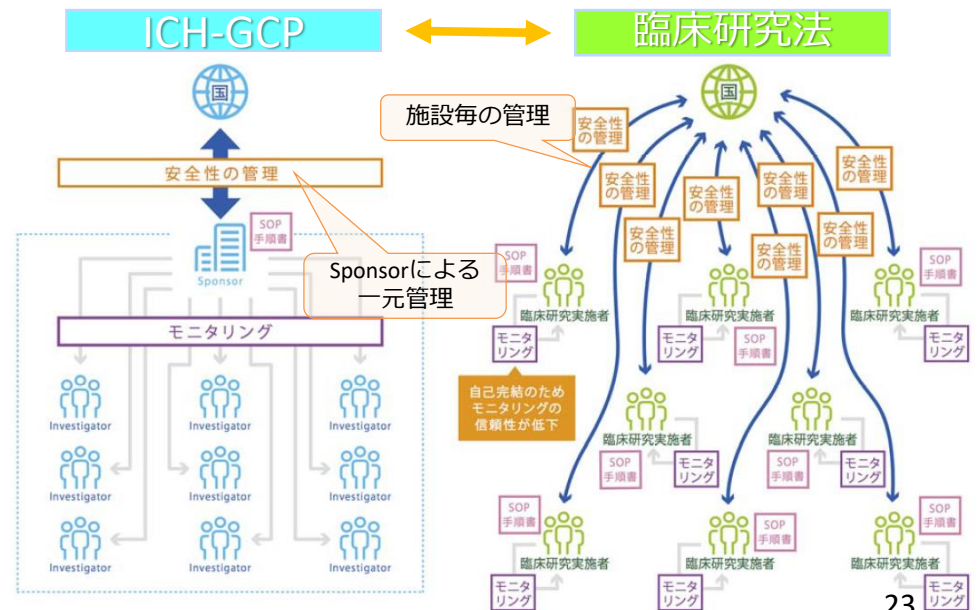 ICH-GCP
臨床研究法
国
国
施設毎の管理
安全性の管理
SOP
手順書
Sponsor
Sponsorによる
一元管理
モニタリング
Investigator
Investigator
Investigator
Investigator
Investigator
Investigator
Investigator
Investigator
Investigator
安全性
の管理
安全性
の管理
安全性
の管理
安全性
の管理
安全性
の管理
安全性
の管理
安全性
の管理
安全性
の管理
SOP
手順書
臨床研究実施者
モニタ
リング
自己完結のため
モニタリングの
信頼性が低下
臨床研究実施者
モニタ
リング
SOP
手順書
SOP
手順書
臨床研究実施者
モニタ
リング
臨床研究実施者
SOP
手順書
モニタ
リング
臨床研究実施者
SOP
手順書
モニタ
リング
SOP
手順書
臨床研究実施者
モニタ
リング
SOP
手順書
臨床研究実施者
モニタ
リング
SOP
手順書
臨床研究実施者
モニタ
リング
23